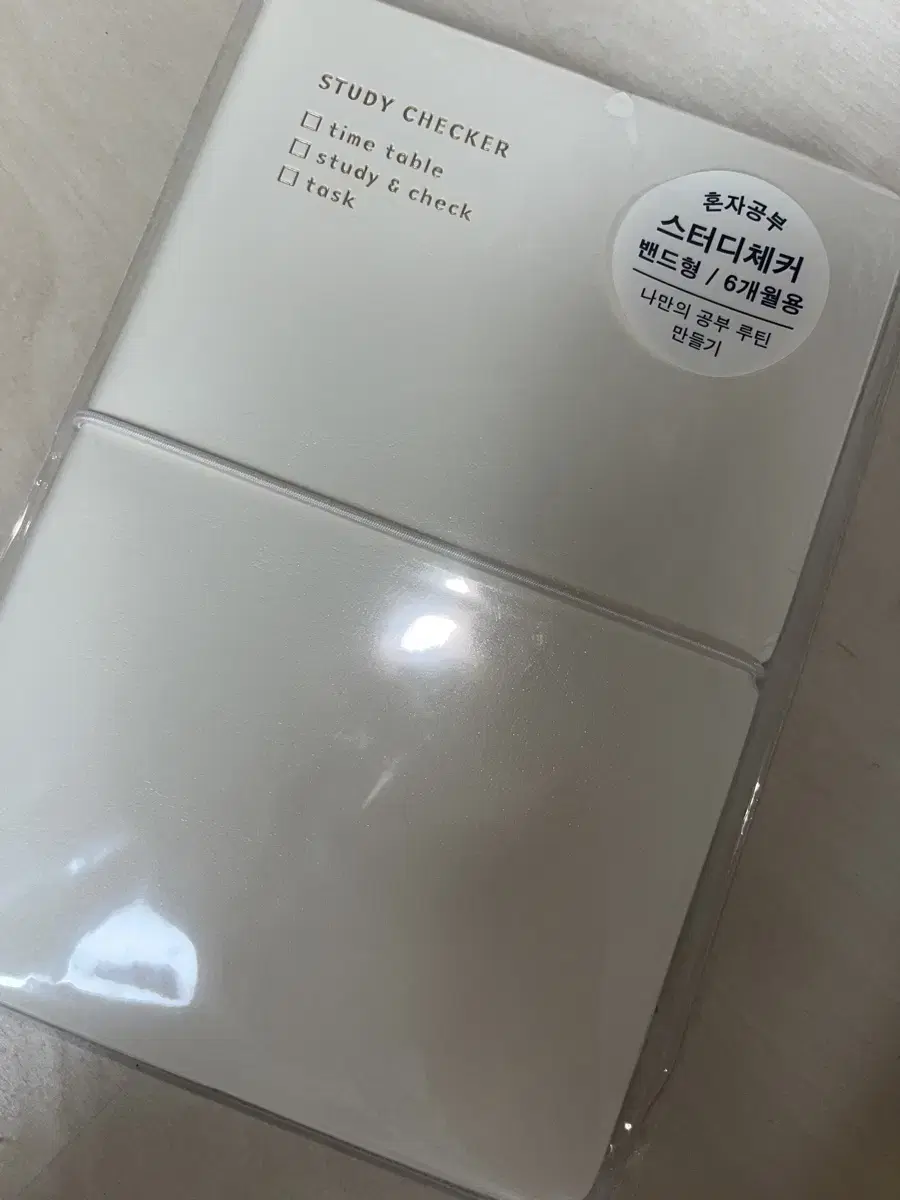 STUDY CHECKER
☐ time table
☐ study & check
☐ task
혼자공부
스터디체커
밴드형 / 6개월용
나만의 공부 루틴
만들기